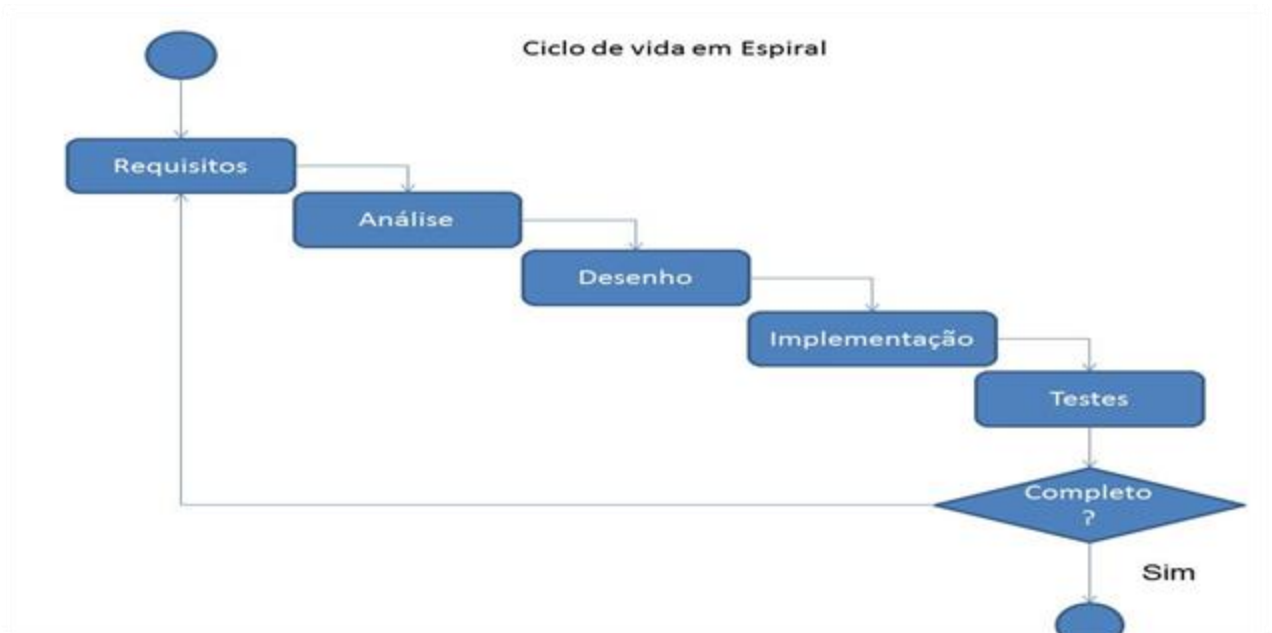 Ciclo de vida em Espiral
Requisitos
Análise
Desenho
Implementação
Testes
Completo
?
Sim